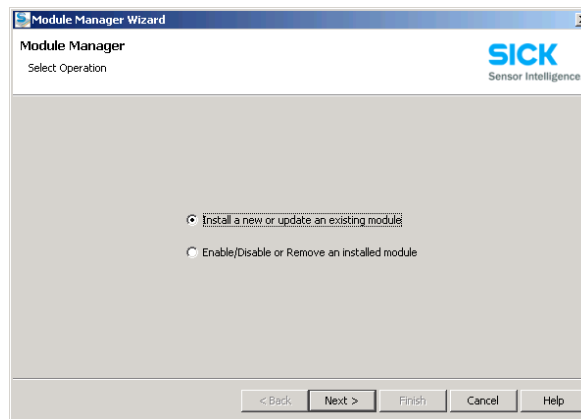 Module Manager Wizard
Module Manager
Select Operation
SICK
Sensor Intelligence
Install a new or update an existing module
Enable/Disable or Remove an installed module
< Back
Next >
Finish
Cancel
Help